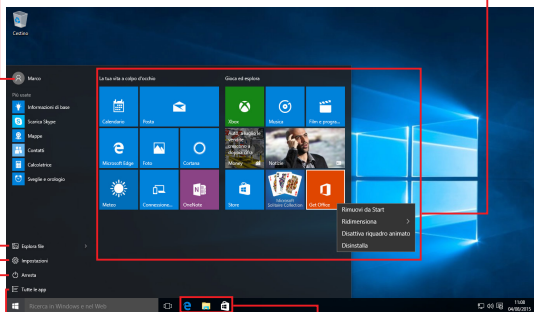 Cestino
Marco
Più usate
Informazioni di base
Scarica Skype
Mappe
Contatti
Calcolatrice
Sveglie e orologio
Esplora file
Impostazioni
Arresta
Tutte le app
La tua vita a colpo d'occhio
Calendario
Posta
Microsoft Edge
Foto
Cortana
Meteo
Connessione...
OneNote
Gioca ed esplora
Xbox
Musica
Film e progra...
Money
Notizie
Store
Microsoft
Solitaire Collection
Get Office
Rimuovi da Start
Ridimensiona
Disattiva riquadro animato
Disinstalla
Ricerca in Windows e nel Web
11:08
04/08/2015